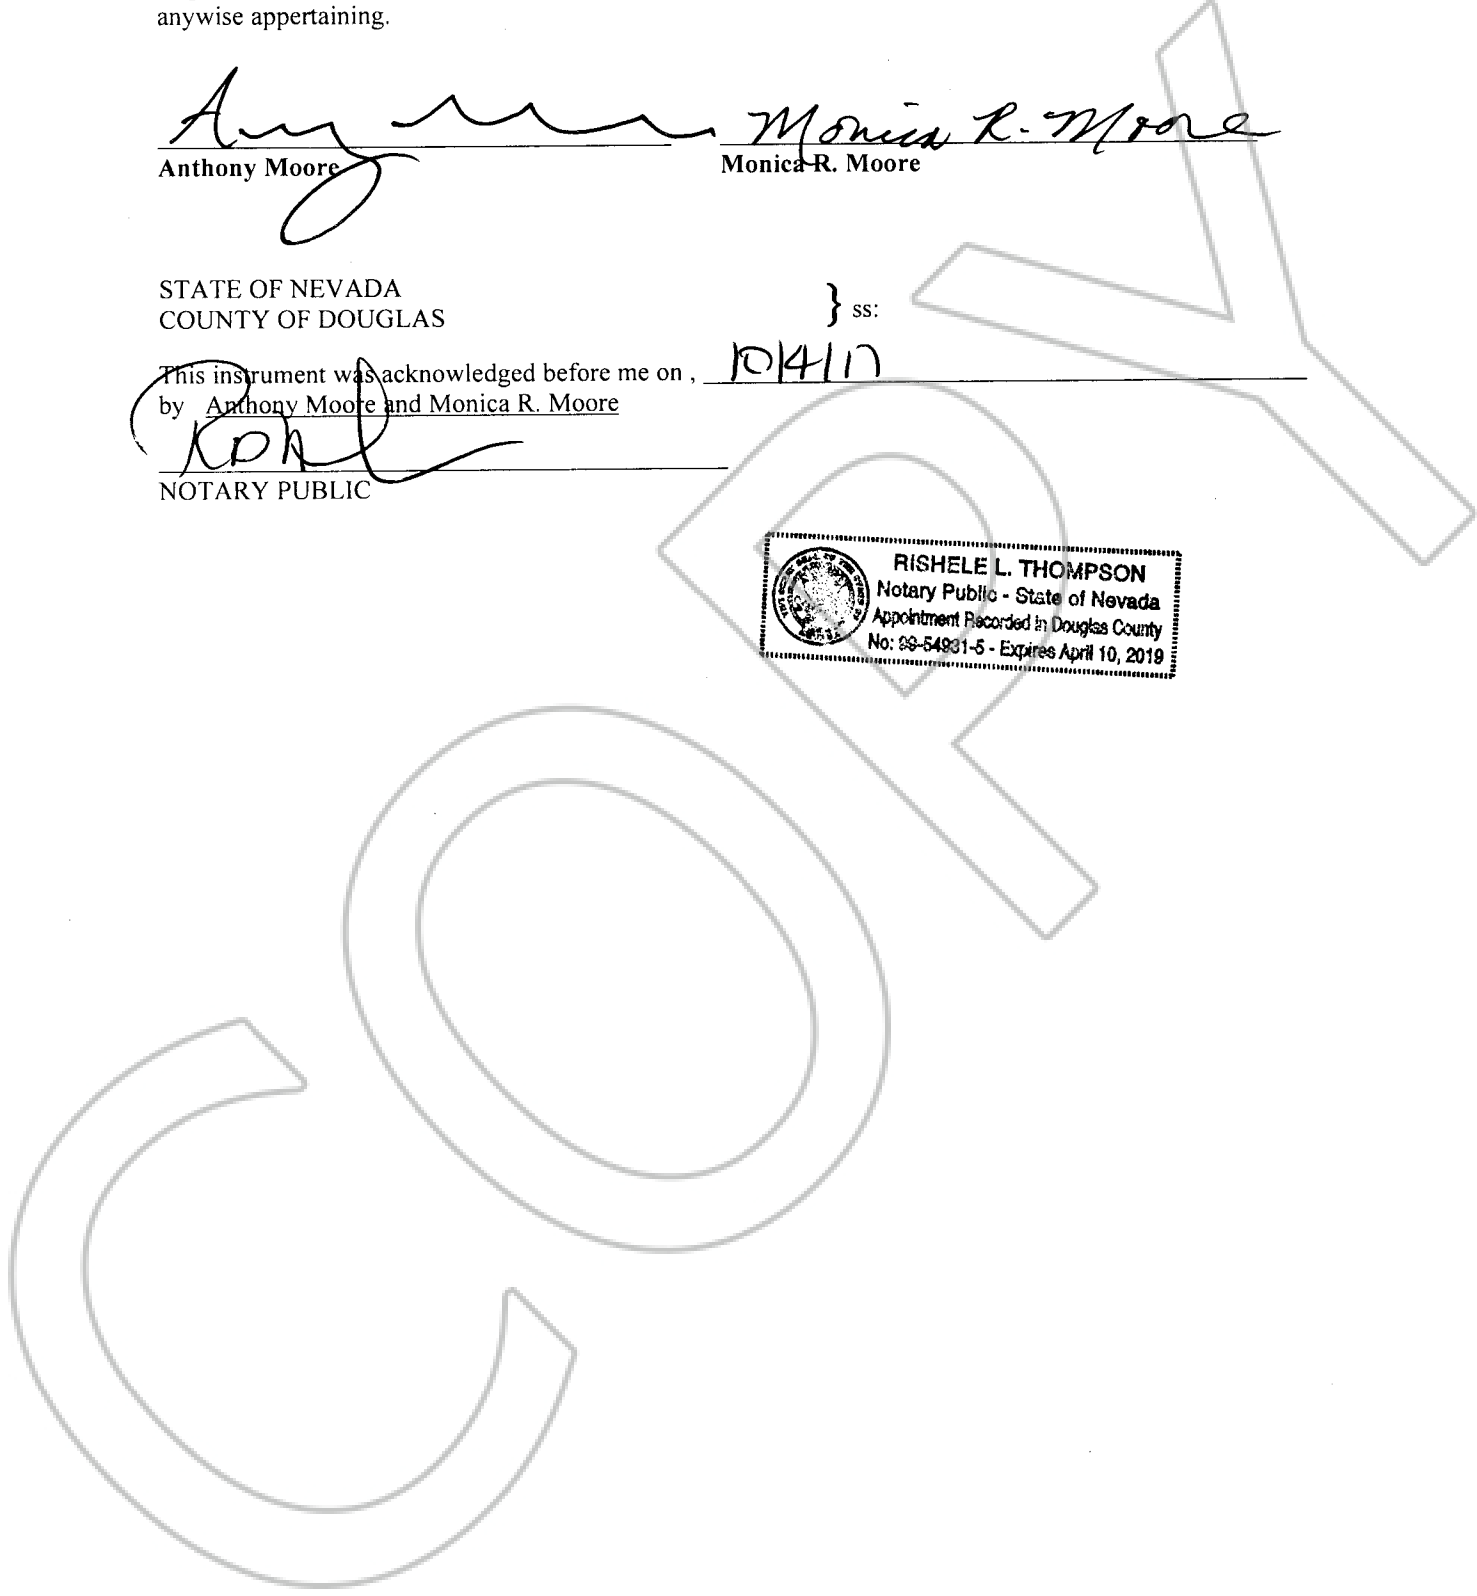 anywise appertaining.
Monica R. Moore
Anthony Moore Monica R. Moore
STATE OF NEVADA
COUNTY OF DOUGLAS } ss:
This instrument was acknowledged before me on , 10/4/17
by Anthony Moore and Monica R. Moore
NOTARY PUBLIC
RISHELE L. THOMPSON
Notary Public - State of Nevada
Appointment Recorded in Douglas County
No: 99-54931-5 - Expires April 10, 2019
COPY